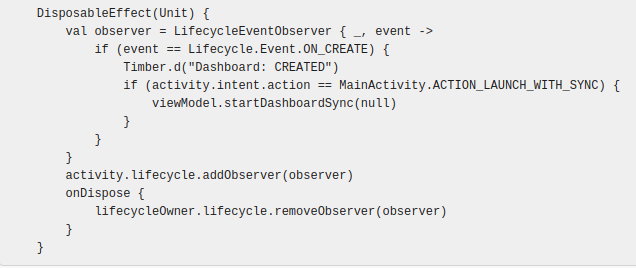 DisposableEffect(Unit) {
    val observer = LifecycleEventObserver { _, event ->
        if (event == Lifecycle.Event.ON_CREATE) {
            Timber.d("Dashboard: CREATED")
            if (activity.intent.action == MainActivity.ACTION_LAUNCH_WITH_SYNC) {
                viewModel.startDashboardSync(null)
            }
        }
    }
    activity.lifecycle.addObserver(observer)
    onDispose {
        lifecycleOwner.lifecycle.removeObserver(observer)
    }
}